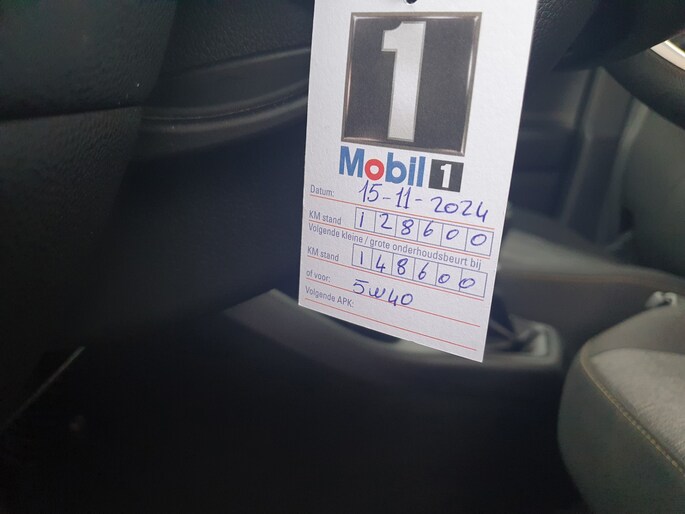 1
Mobil 1
Datum: 15-11-2024
KM stand 128600
Volgende kleine / grote onderhoudsbeurt bij
KM stand 148600
of voor: 5w40
Volgende APK: